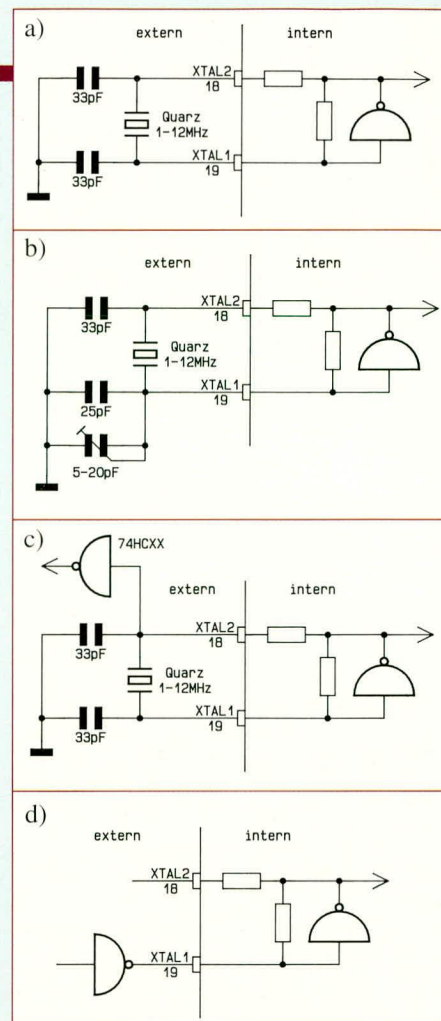 a)
extern intern
XTAL2
18
33pF
Quarz
1-12MHz
XTAL1
19
33pF
b)
extern intern
XTAL2
18
33pF
Quarz
1-12MHz
XTAL1
19
25pF
5-20pF
c)
74HCXX
extern intern
XTAL2
18
33pF
Quarz
1-12MHz
XTAL1
19
33pF
d)
extern intern
XTAL2
18
XTAL1
19